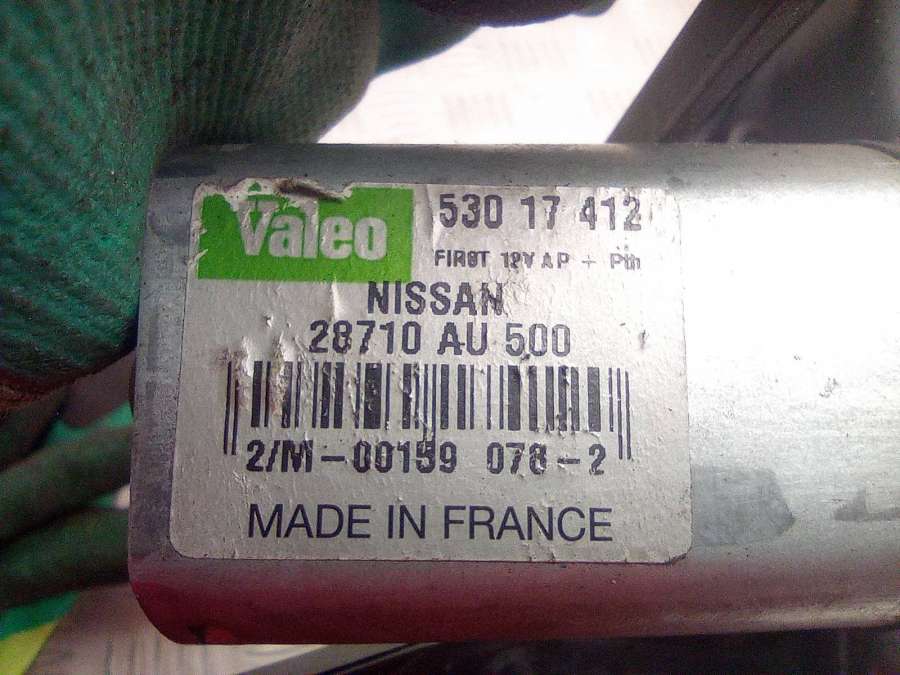 Valeo
530 17 412
FIRST 12V AP + Pth
NISSAN
28710 AU 500
2/M-00159 078-2
MADE IN FRANCE